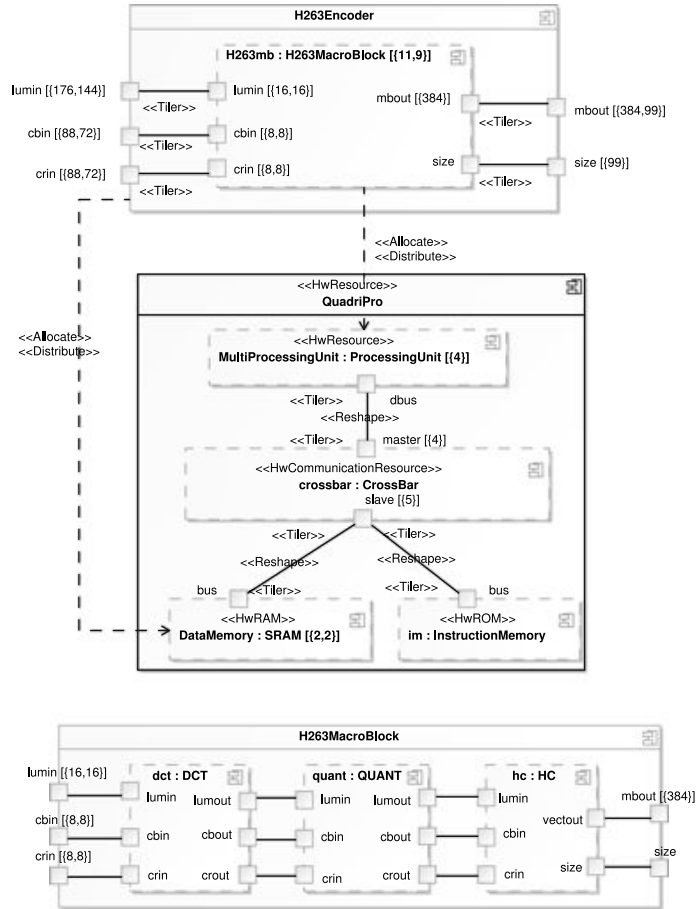 H263Encoder
H263mb : H263MacroBlock [{11,9}]
lumin [{176,144}]
lumin [{16,16}]
mbout [{384}]
mbout [{384,99}]
<<Tiler>>
<<Tiler>>
cbin [{88,72}]
cbin [{8,8}]
<<Tiler>>
crin [{88,72}]
crin [{8,8}]
size
size [{99}]
<<Tiler>>
<<Tiler>>
<<Allocate>>
<<Distribute>>
<<HwResource>>
QuadriPro
<<Allocate>>
<<Distribute>>
<<HwResource>>
MultiProcessingUnit : ProcessingUnit [{4}]
<<Tiler>>
dbus
<<Reshape>>
<<Tiler>>
master [{4}]
<<HwCommunicationResource>>
crossbar : CrossBar
slave [{5}]
<<Tiler>>
<<Tiler>>
<<Reshape>>
<<Reshape>>
bus
<<Tiler>>
<<Tiler>>
bus
<<HwRAM>>
DataMemory : SRAM [{2,2}]
<<HwROM>>
im : InstructionMemory
H263MacroBlock
lumin [{16,16}]
dct : DCT
quant : QUANT
hc : HC
mbout [{384}]
lumin
lumout
lumin
lumout
lumin
cbin [{8,8}]
vectout
cbin
cbout
cbin
cbout
cbin
crin [{8,8}]
size
size
crin
crout
crin
crout
crin